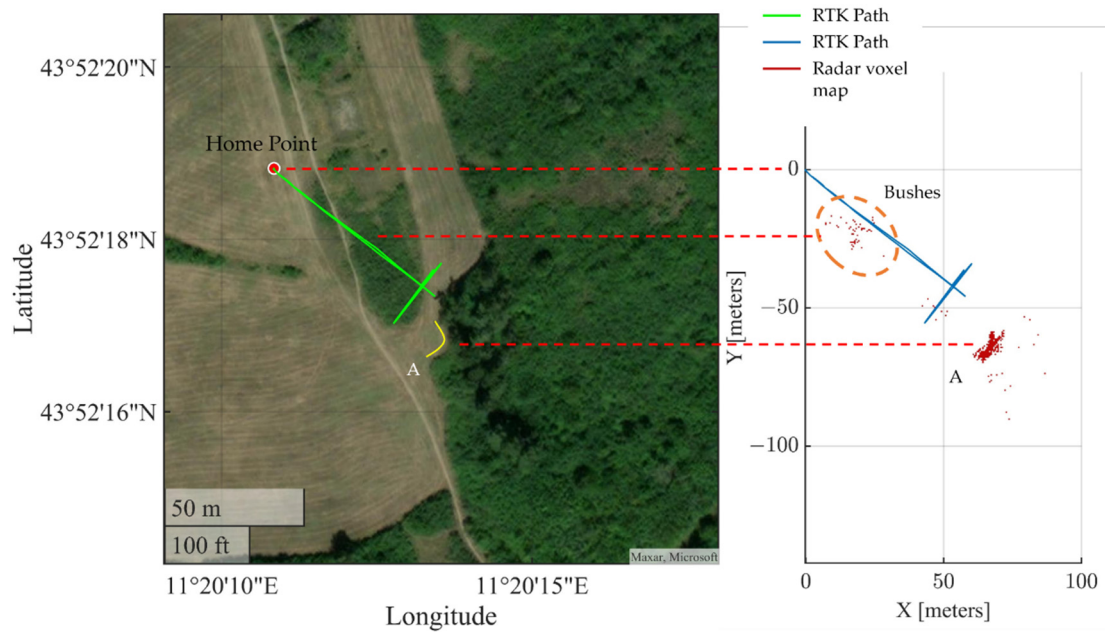 RTK Path
RTK Path
Radar voxel
map
43°52'20"N
Home Point
43°52'18"N
43°52'16"N
Latitude
A
50 m
100 ft
Maxar, Microsoft
11°20'10"E
11°20'15"E
Longitude
0
Bushes
−50
Y [meters]
A
−100
0
50
100
X [meters]